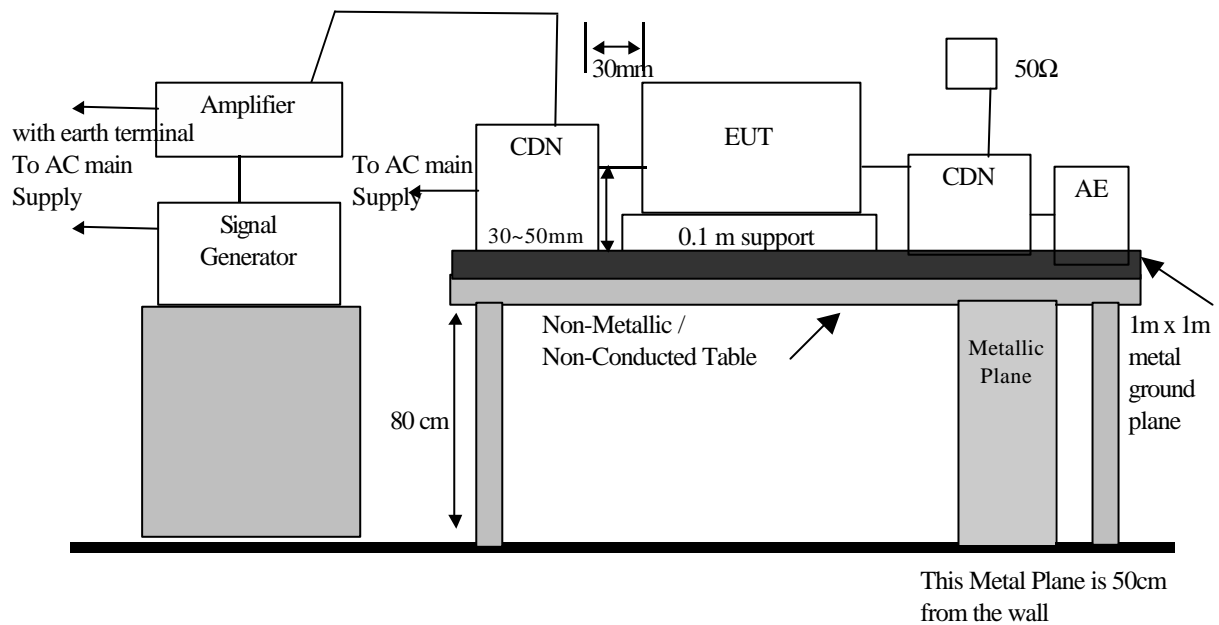 30mm
50Ω
Amplifier
with earth terminal
To AC main
Supply
Signal
Generator
To AC main
Supply
CDN
30~50mm
EUT
0.1 m support
CDN
AE
Non-Metallic /
Non-Conducted Table
80 cm
Metallic
Plane
1m x 1m
metal
ground
plane
This Metal Plane is 50cm
from the wall